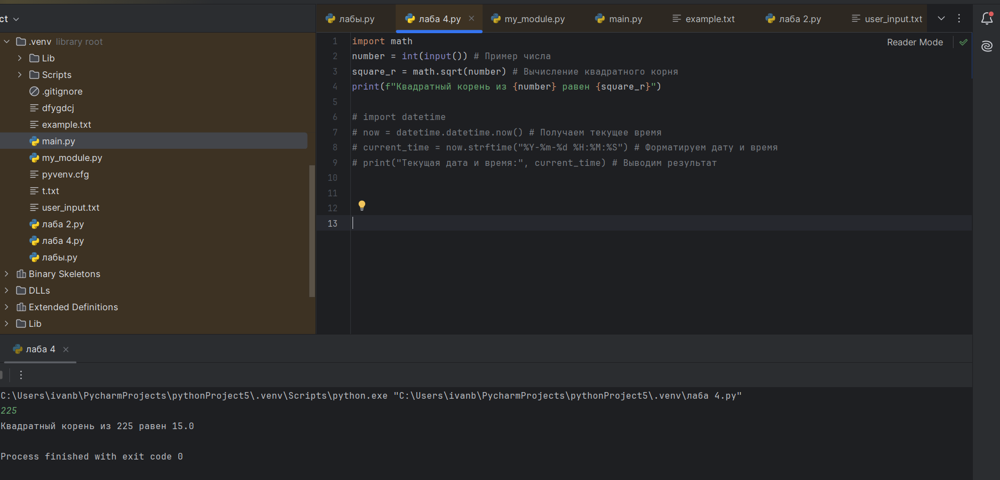 ct
лабы.py
лаба 4.py
my_module.py
main.py
example.txt
лаба 2.py
user_input.txt
.venv library root
Lib
Scripts
.gitignore
dfygdcj
example.txt
main.py
my_module.py
pyvenv.cfg
t.txt
user_input.txt
лаба 2.py
лаба 4.py
лабы.py
Binary Skeletons
DLLs
Extended Definitions
Lib
Reader Mode
1 import math
2 number = int(input()) # Пример числа
3 square_r = math.sqrt(number) # Вычисление квадратного корня
4 print(f"Квадратный корень из {number} равен {square_r}")
5
6 # import datetime
7 # now = datetime.datetime.now() # Получаем текущее время
8 # current_time = now.strftime("%Y-%m-%d %H:%M:%S") # Форматируем дату и время
9 # print("Текущая дата и время:", current_time) # Выводим результат
10
11
12
13
лаба 4
C:\Users\ivanb\PycharmProjects\pythonProject5\.venv\Scripts\python.exe "C:\Users\ivanb\PycharmProjects\pythonProject5\.venv\лаба 4.py"
225
Квадратный корень из 225 равен 15.0
Process finished with exit code 0